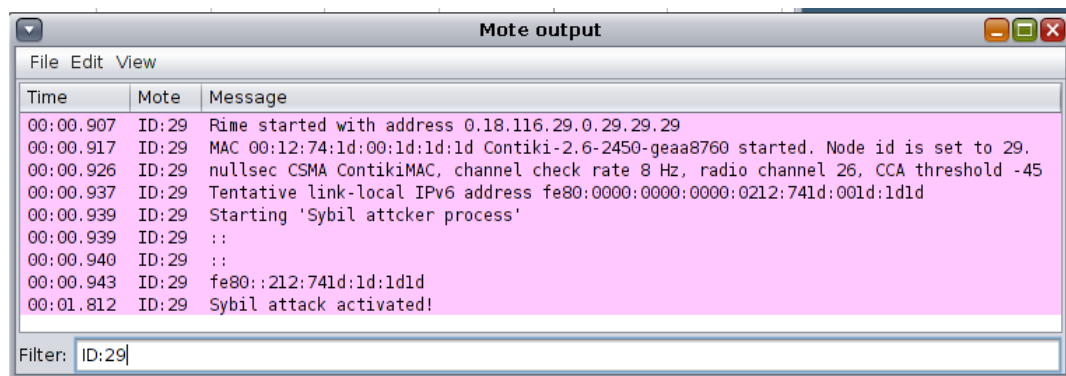 Mote output
File Edit View
Time Mote Message
00:00.907 ID:29 Rime started with address 0.18.116.29.0.29.29.29
00:00.917 ID:29 MAC 00:12:74:1d:00:1d:1d:1d Contiki-2.6-2450-geaa8760 started. Node id is set to 29.
00:00.926 ID:29 nullsec CSMA ContikiMAC, channel check rate 8 Hz, radio channel 26, CCA threshold -45
00:00.937 ID:29 Tentative link-local IPv6 address fe80:0000:0000:0000:0212:741d:001d:1d1d
00:00.939 ID:29 Starting 'Sybil attcker process'
00:00.939 ID:29 ::
00:00.940 ID:29 ::
00:00.943 ID:29 fe80::212:741d:1d:1d1d
00:01.812 ID:29 Sybil attack activated!
Filter: ID:29